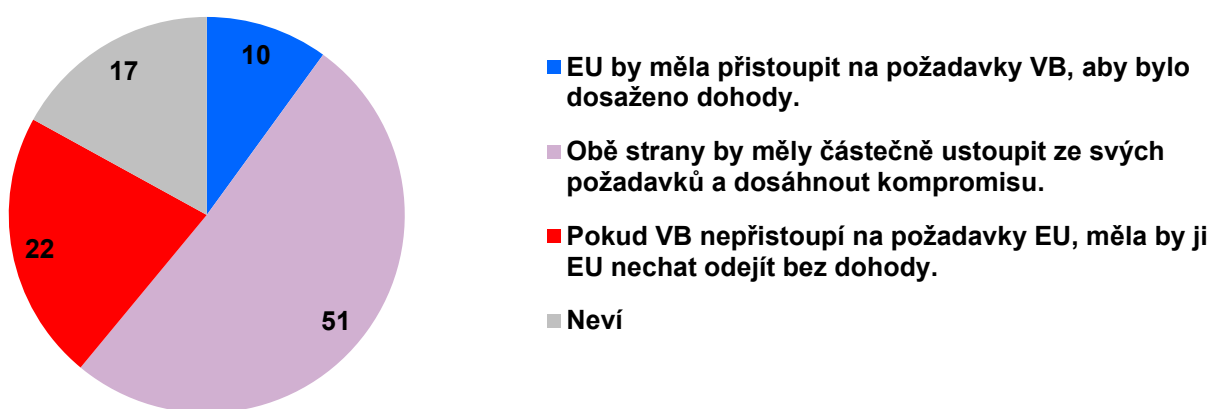 10
17
22
51
EU by měla přistoupit na požadavky VB, aby bylo
dosaženo dohody.
Obě strany by měly částečně ustoupit ze svých
požadavků a dosáhnout kompromisu.
Pokud VB nepřistoupí na požadavky EU, měla by ji
EU nechat odejít bez dohody.
Neví